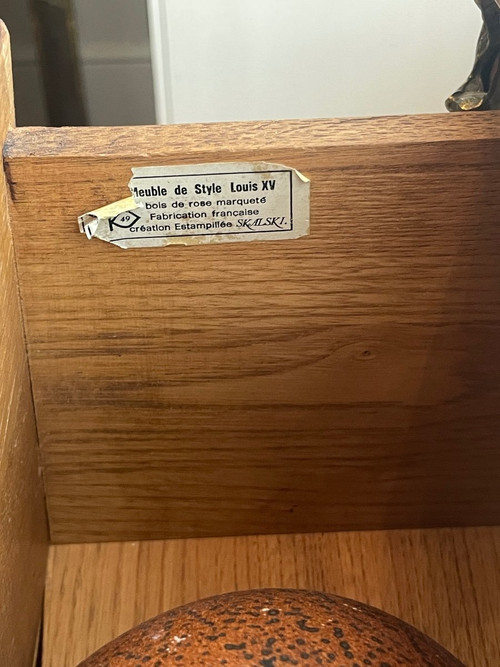 Meuble de Style Louis XV
bois de rose marqueté
49 Fabrication française
création Estampillée SKALSKI.